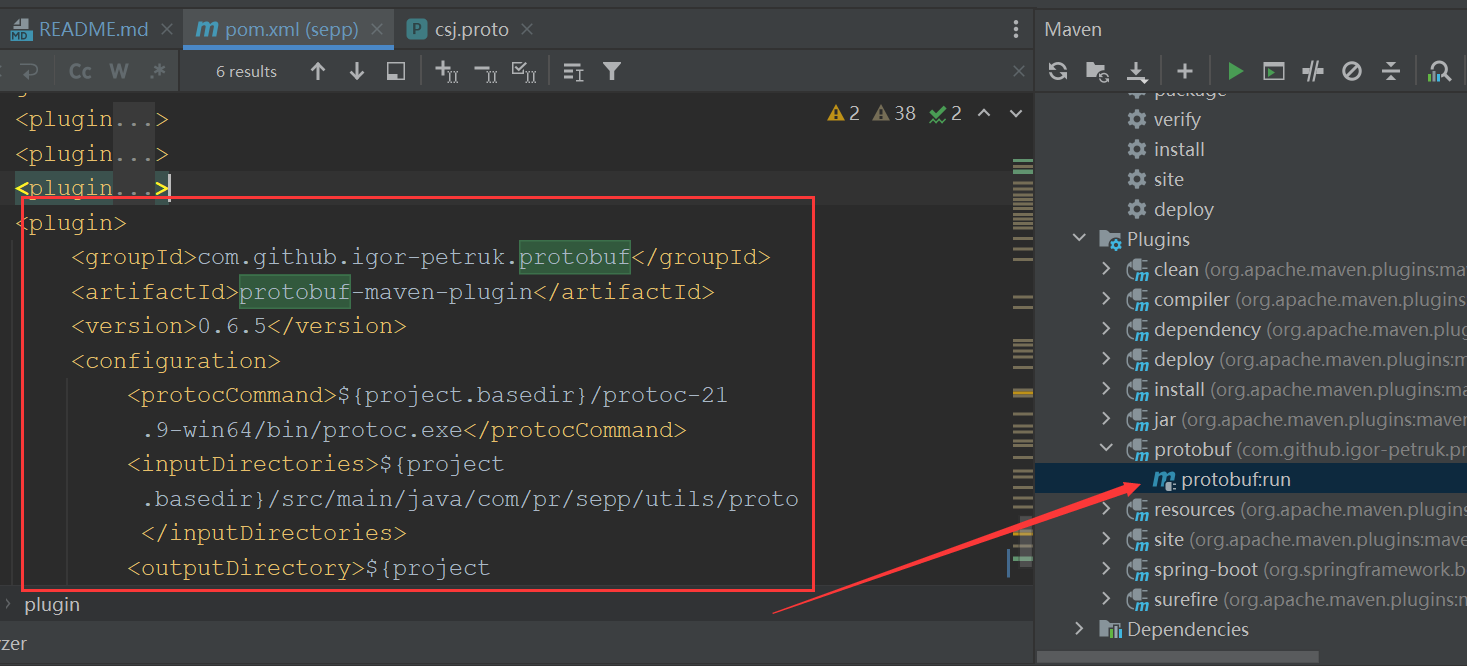 README.md
pom.xml (sepp)
csj.proto
Maven
Cc W .*
6 results
2 38 2
<plugin...>
<plugin...>
<plugin...>
<plugin>
<groupId>com.github.igor-petruk.protobuf</groupId>
<artifactId>protobuf-maven-plugin</artifactId>
<version>0.6.5</version>
<configuration>
<protocCommand>${project.basedir}/protoc-21
.9-win64/bin/protoc.exe</protocCommand>
<inputDirectories>${project
.basedir}/src/main/java/com/pr/sepp/utils/proto
</inputDirectories>
<outputDirectory>${project
plugin
zer
package
verify
install
site
deploy
Plugins
clean (org.apache.maven.plugins:ma
compiler (org.apache.maven.plugins
dependency (org.apache.maven.plug
deploy (org.apache.maven.plugins:m
install (org.apache.maven.plugins:ma
jar (org.apache.maven.plugins:maven
protobuf (com.github.igor-petruk.pr
protobuf:run
resources (org.apache.maven.plugins
site (org.apache.maven.plugins:mave
spring-boot (org.springframework.b
surefire (org.apache.maven.plugins:n
Dependencies